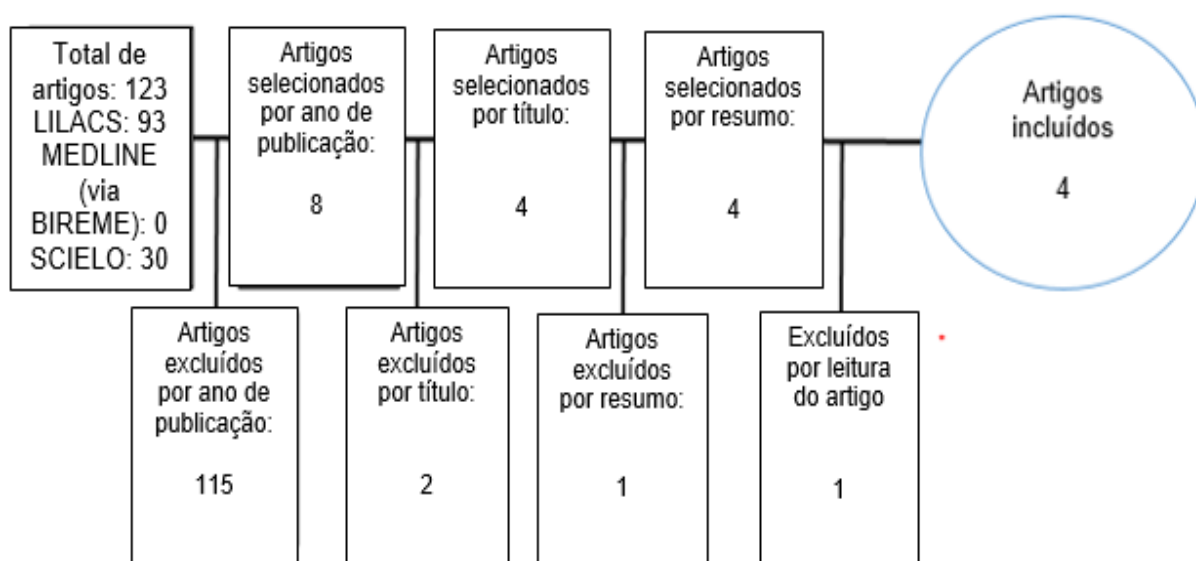 Total de
artigos: 123
LILACS: 93
MEDLINE
(via
BIREME): 0
SCIELO: 30
Artigos
selecionados
por ano de
publicação:
8
Artigos
selecionados
por título:
4
Artigos
selecionados
por resumo:
4
Artigos
incluídos
4
Artigos
excluídos
por ano de
publicação:
115
Artigos
excluídos
por título:
2
Artigos
excluídos
por resumo:
1
Excluídos
por leitura
do artigo
1